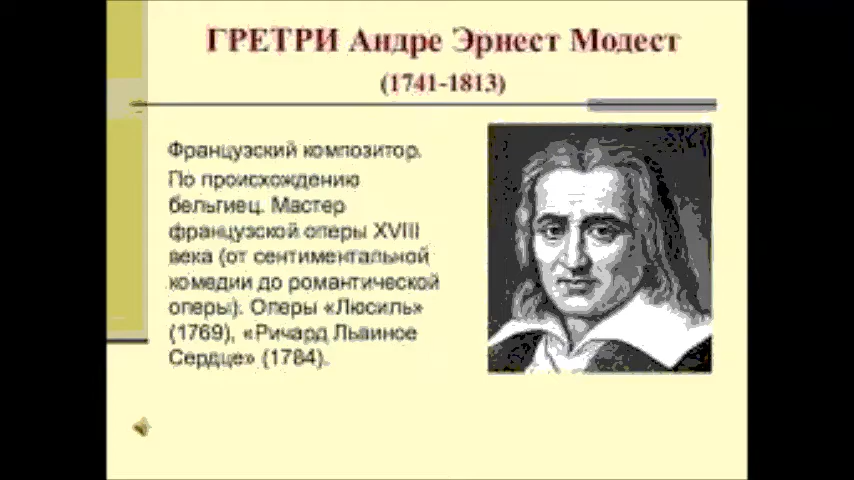 ГРЕТРИ Андре Эрнест Модест
(1741-1813)
Французский композитор.
По происхождению
бельгиец. Мастер
французской оперы XVIII
века (от сентиментальной
комедии до романтической
оперы). Оперы «Люсиль»
(1769), «Ричард Львиное
Сердце» (1784).